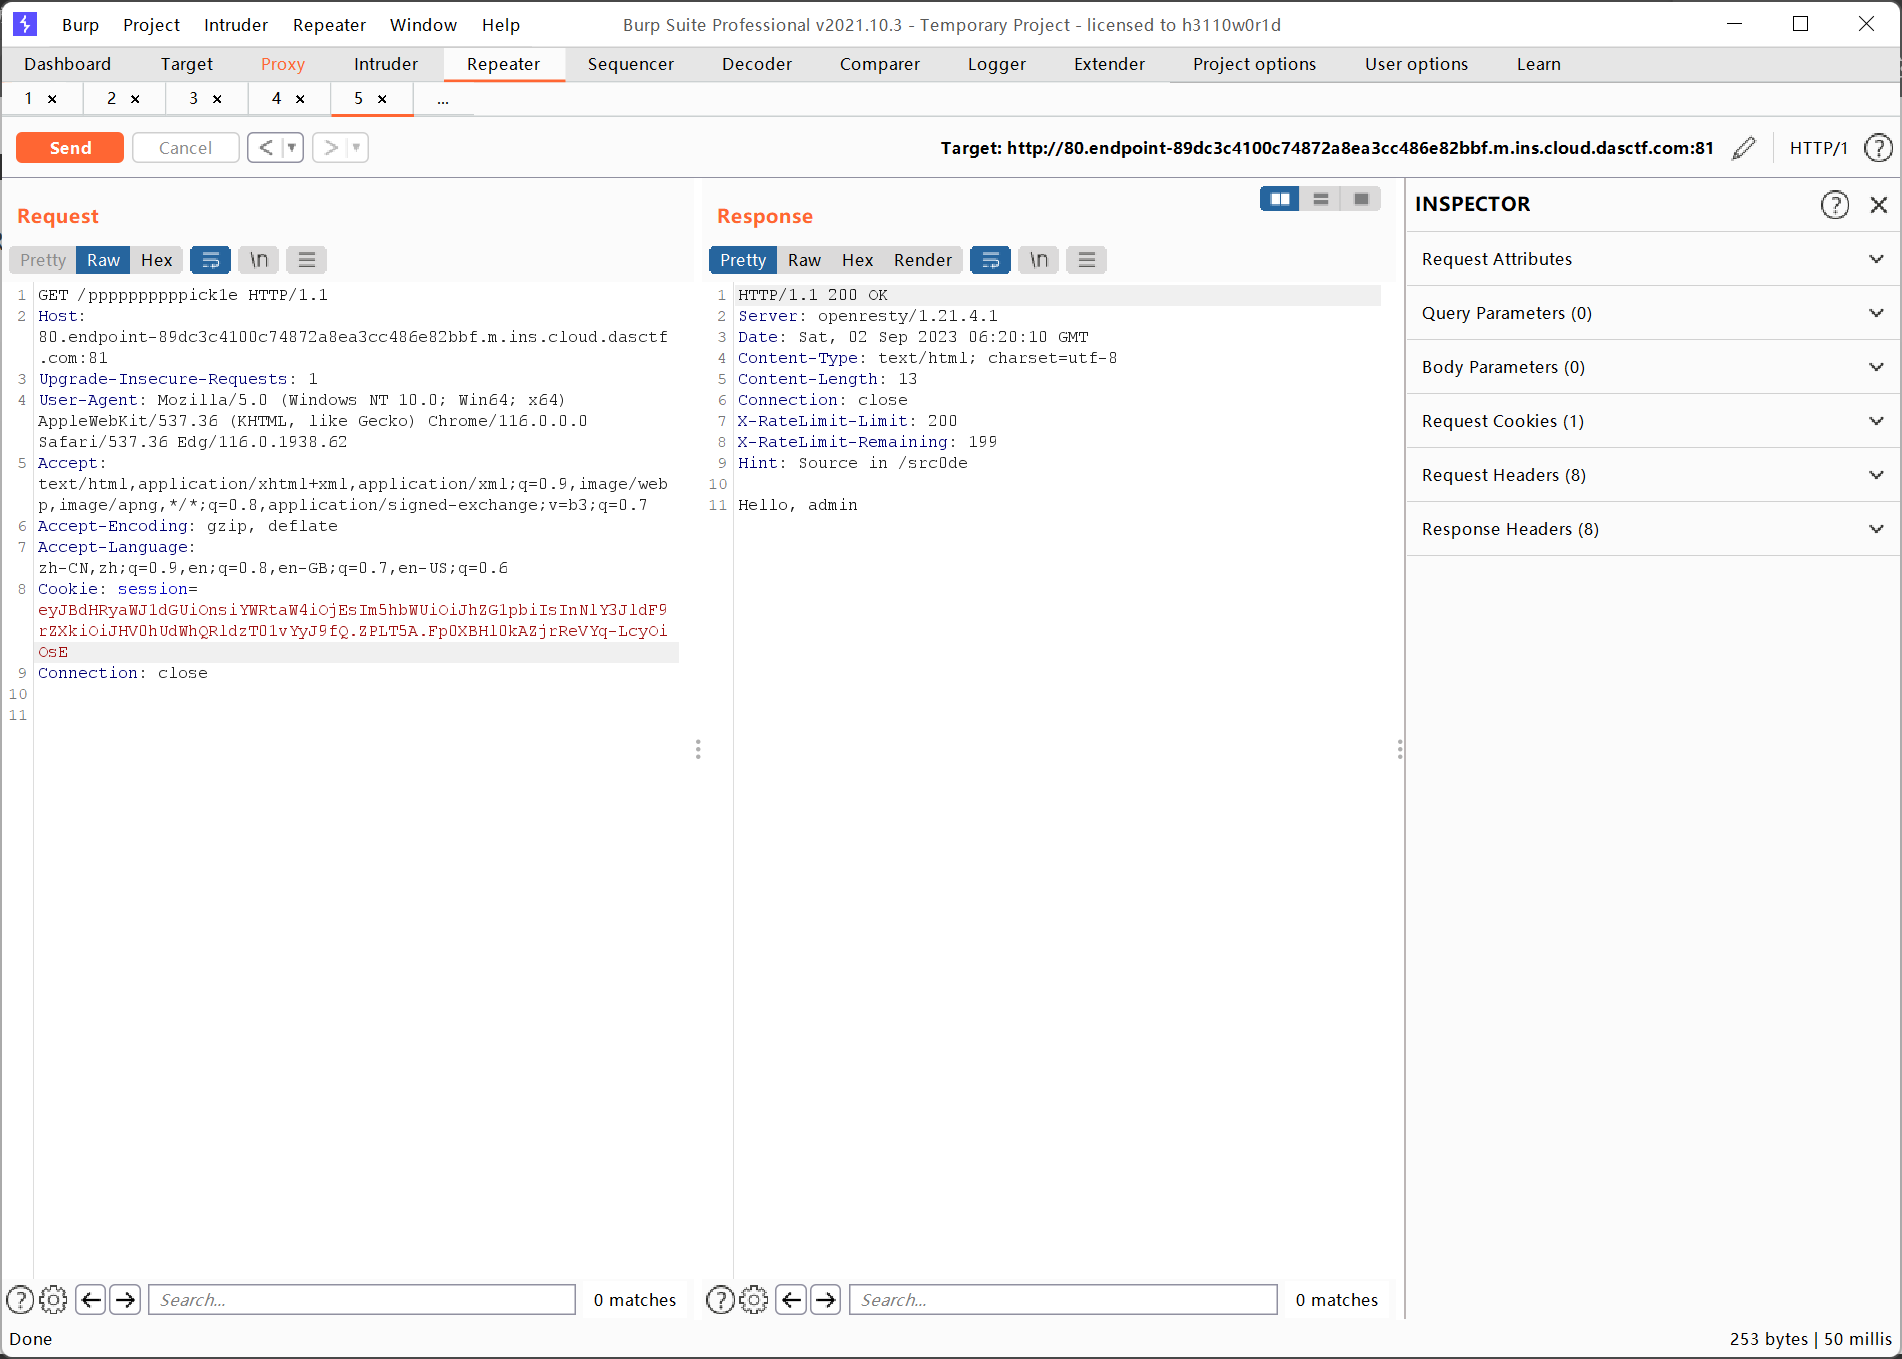 Burp Project Intruder Repeater Window Help Burp Suite Professional v2021.10.3 - Temporary Project - licensed to h3110w0r1d
Dashboard Target Proxy Intruder Repeater Sequencer Decoder Comparer Logger Extender Project options User options Learn
1 × 2 × 3 × 4 × 5 × ...
Send Cancel < ▼ > ▼ Target: http://80.endpoint-89dc3c4100c74872a8ea3cc486e82bbf.m.ins.cloud.dasctf.com:81 HTTP/1 ?
Request
Pretty Raw Hex \n
1 GET /ppppppppppick1e HTTP/1.1
2 Host:
80.endpoint-89dc3c4100c74872a8ea3cc486e82bbf.m.ins.cloud.dasctf
.com:81
3 Upgrade-Insecure-Requests: 1
4 User-Agent: Mozilla/5.0 (Windows NT 10.0; Win64; x64)
AppleWebKit/537.36 (KHTML, like Gecko) Chrome/116.0.0.0
Safari/537.36 Edg/116.0.1938.62
5 Accept:
text/html,application/xhtml+xml,application/xml;q=0.9,image/web
p,image/apng,*/*;q=0.8,application/signed-exchange;v=b3;q=0.7
6 Accept-Encoding: gzip, deflate
7 Accept-Language:
zh-CN,zh;q=0.9,en;q=0.8,en-GB;q=0.7,en-US;q=0.6
8 Cookie: session=
eyJBdHRyaWJ1dGUiOnsiYWRtaW4iOjEsIm5hbWUiOiJhZG1pbiIsInNlY3JldF9
rZXkiOiJHV0hUdWhQRldzT01vYyJ9fQ.ZPLT5A.Fp0XBHl0kAZjrReVYq-LcyOi
OsE
9 Connection: close
10
11
Response
Pretty Raw Hex Render \n
1 HTTP/1.1 200 OK
2 Server: openresty/1.21.4.1
3 Date: Sat, 02 Sep 2023 06:20:10 GMT
4 Content-Type: text/html; charset=utf-8
5 Content-Length: 13
6 Connection: close
7 X-RateLimit-Limit: 200
8 X-RateLimit-Remaining: 199
9 Hint: Source in /src0de
10
11 Hello, admin
INSPECTOR ?
Request Attributes
Query Parameters (0)
Body Parameters (0)
Request Cookies (1)
Request Headers (8)
Response Headers (8)
? Search... 0 matches
? Search... 0 matches
Done 253 bytes | 50 millis